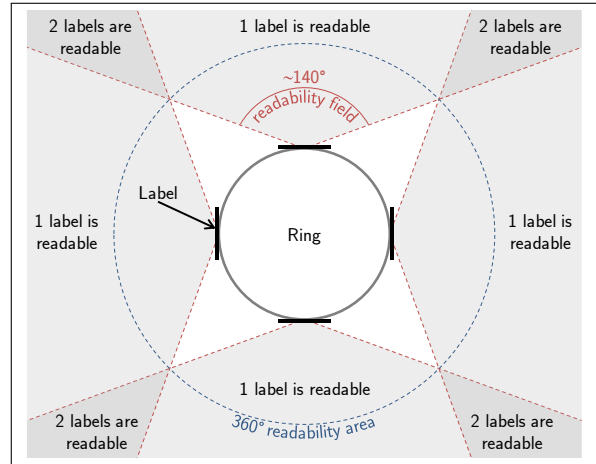 2 labels are
readable
1 label is readable
2 labels are
readable
~140°
readability field
Label
1 label is
readable
Ring
1 label is
readable
1 label is readable
360° readability area
2 labels are
readable
2 labels are
readable